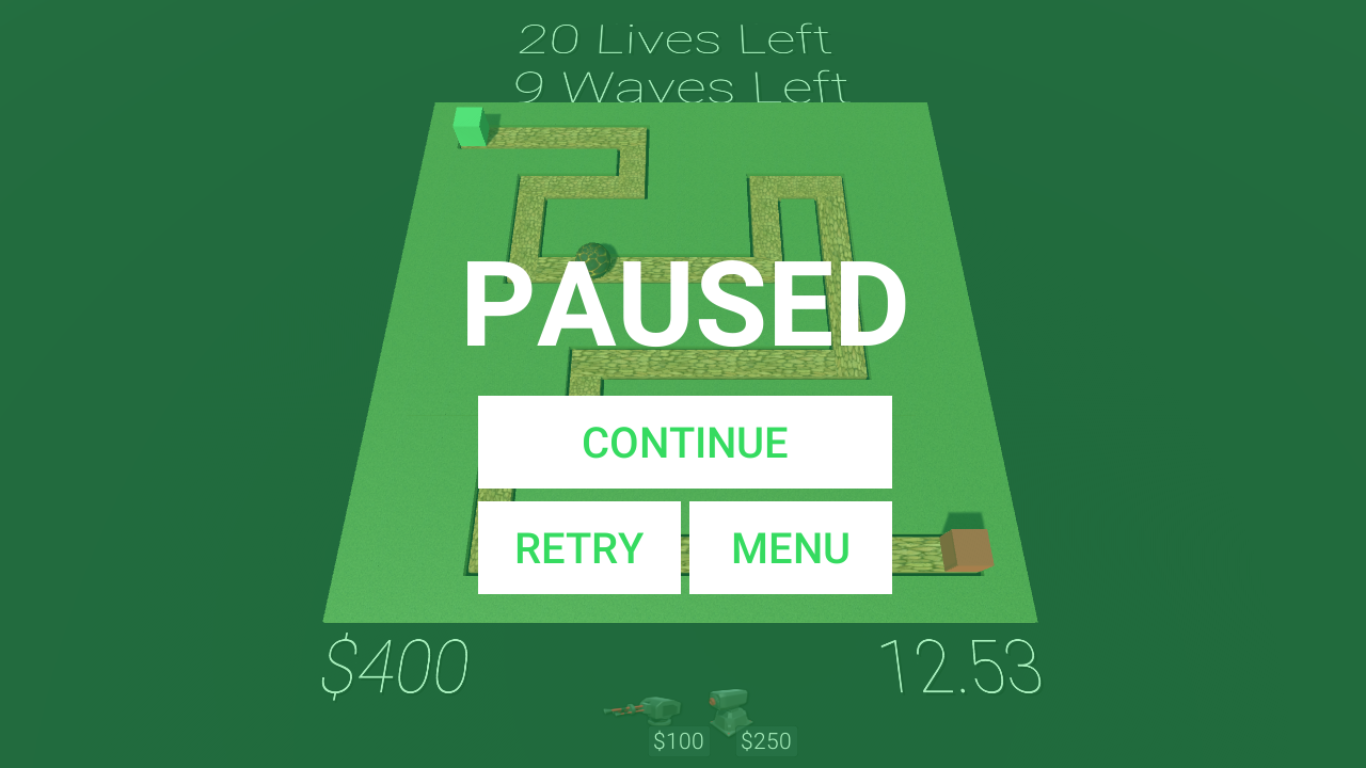 20 Lives Left
9 Waves Left
PAUSED
CONTINUE
RETRY MENU
$400 12.53
$100 $250